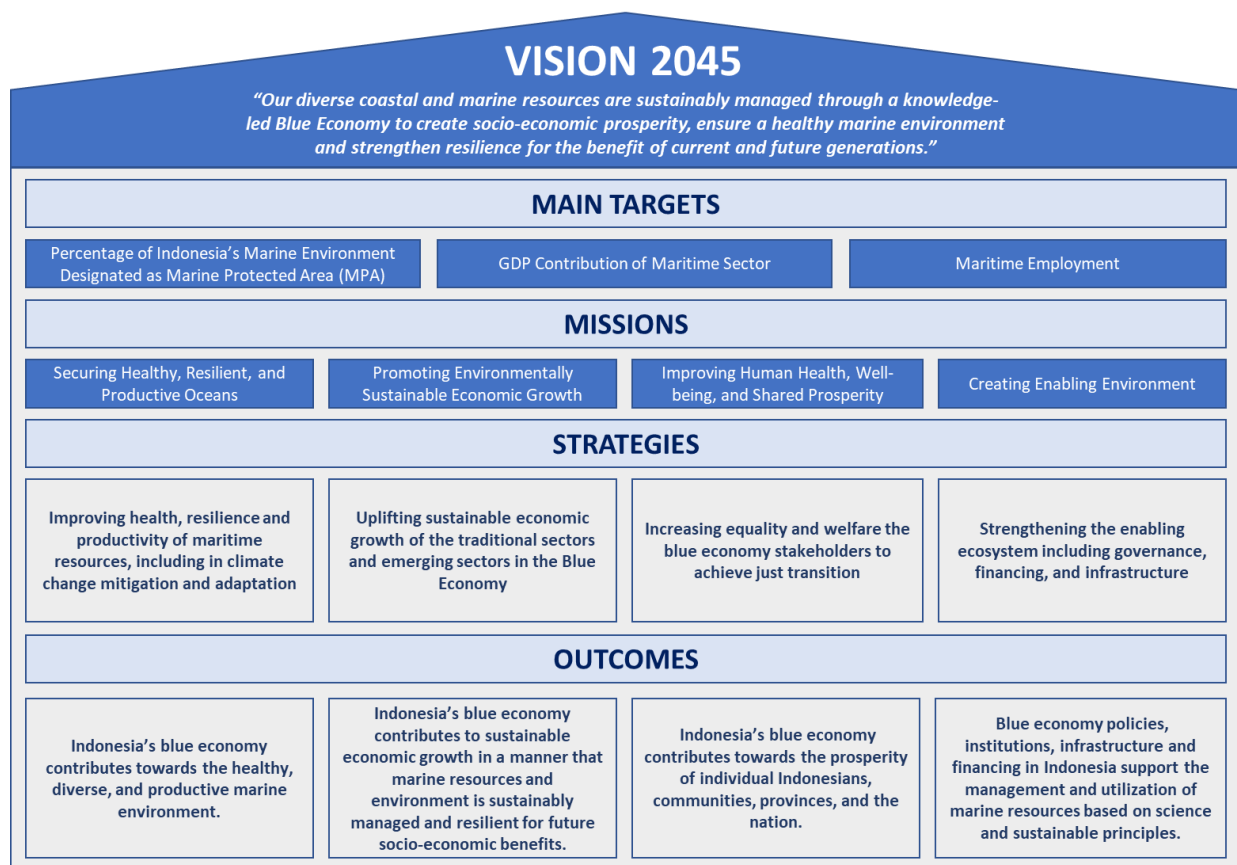 VISION 2045
“Our diverse coastal and marine resources are sustainably managed through a knowledge-
led Blue Economy to create socio-economic prosperity, ensure a healthy marine environment
and strengthen resilience for the benefit of current and future generations.”
MAIN TARGETS
Percentage of Indonesia’s Marine Environment
Designated as Marine Protected Area (MPA)
GDP Contribution of Maritime Sector
Maritime Employment
MISSIONS
Securing Healthy, Resilient, and
Productive Oceans
Promoting Environmentally
Sustainable Economic Growth
Improving Human Health, Well-
being, and Shared Prosperity
Creating Enabling Environment
STRATEGIES
Improving health, resilience and
productivity of maritime
resources, including in climate
change mitigation and adaptation
Uplifting sustainable economic
growth of the traditional sectors
and emerging sectors in the Blue
Economy
Increasing equality and welfare the
blue economy stakeholders to
achieve just transition
Strengthening the enabling
ecosystem including governance,
financing, and infrastructure
OUTCOMES
Indonesia’s blue economy
contributes towards the healthy,
diverse, and productive marine
environment.
Indonesia’s blue economy
contributes to sustainable
economic growth in a manner that
marine resources and
environment is sustainably
managed and resilient for future
socio-economic benefits.
Indonesia’s blue economy
contributes towards the prosperity
of individual Indonesians,
communities, provinces, and the
nation.
Blue economy policies,
institutions, infrastructure and
financing in Indonesia support the
management and utilization of
marine resources based on science
and sustainable principles.